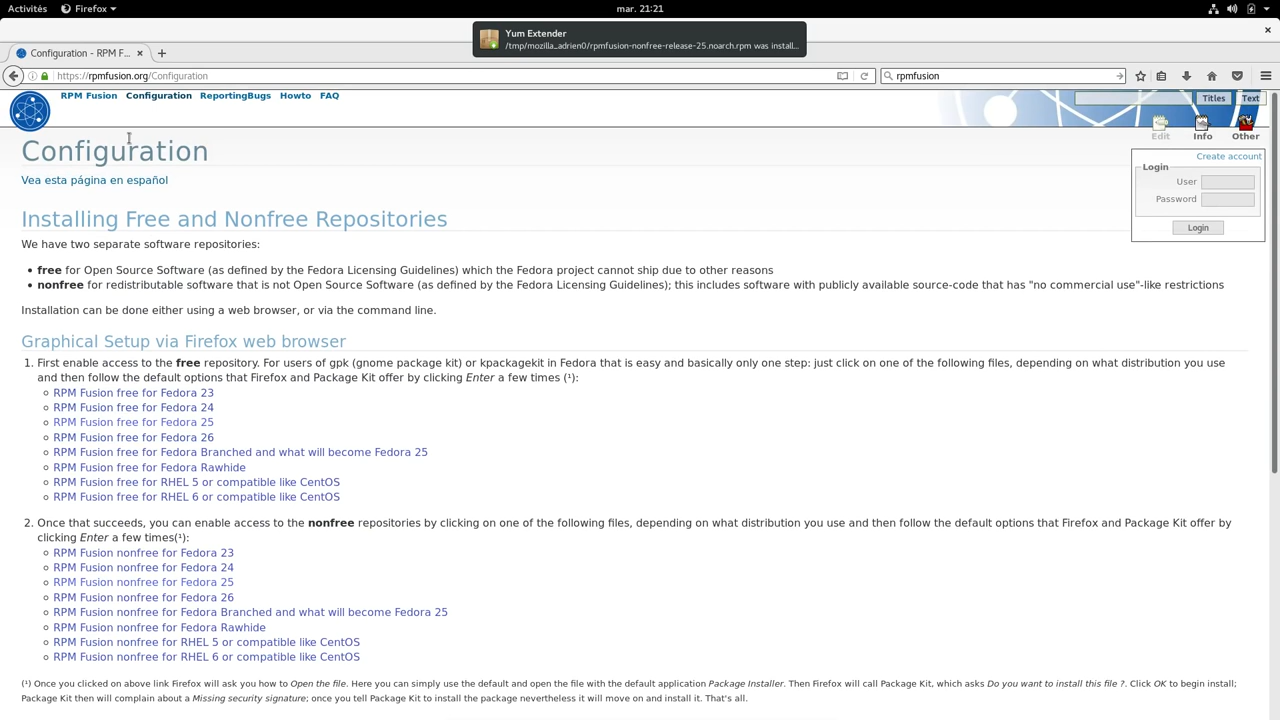 Activités Firefox mar. 21:21
Yum Extender
/tmp/mozilla_adrien0/rpmfusion-nonfree-release-25.noarch.rpm was install...
Configuration - RPM F...
https://rpmfusion.org/Configuration rpmfusion
RPM Fusion Configuration ReportingBugs Howto FAQ Titles Text
Edit Info Other
Configuration
Create account
Login
Vea esta página en español
User
Password
Login
Installing Free and Nonfree Repositories
We have two separate software repositories:
• free for Open Source Software (as defined by the Fedora Licensing Guidelines) which the Fedora project cannot ship due to other reasons
• nonfree for redistributable software that is not Open Source Software (as defined by the Fedora Licensing Guidelines); this includes software with publicly available source-code that has "no commercial use"-like restrictions
Installation can be done either using a web browser, or via the command line.
Graphical Setup via Firefox web browser
1. First enable access to the free repository. For users of gpk (gnome package kit) or kpackagekit in Fedora that is easy and basically only one step: just click on one of the following files, depending on what distribution you use
and then follow the default options that Firefox and Package Kit offer by clicking Enter a few times (¹):
RPM Fusion free for Fedora 23
RPM Fusion free for Fedora 24
RPM Fusion free for Fedora 25
RPM Fusion free for Fedora 26
RPM Fusion free for Fedora Branched and what will become Fedora 25
RPM Fusion free for Fedora Rawhide
RPM Fusion free for RHEL 5 or compatible like CentOS
RPM Fusion free for RHEL 6 or compatible like CentOS
2. Once that succeeds, you can enable access to the nonfree repositories by clicking on one of the following files, depending on what distribution you use and then follow the default options that Firefox and Package Kit offer by
clicking Enter a few times(¹):
RPM Fusion nonfree for Fedora 23
RPM Fusion nonfree for Fedora 24
RPM Fusion nonfree for Fedora 25
RPM Fusion nonfree for Fedora 26
RPM Fusion nonfree for Fedora Branched and what will become Fedora 25
RPM Fusion nonfree for Fedora Rawhide
RPM Fusion nonfree for RHEL 5 or compatible like CentOS
RPM Fusion nonfree for RHEL 6 or compatible like CentOS
(¹) Once you clicked on above link Firefox will ask you how to Open the file. Here you can simply use the default and open the file with the default application Package Installer. Then Firefox will call Package Kit, which asks Do you want to install this file ?. Click OK to begin install;
Package Kit then will complain about a Missing security signature; once you tell Package Kit to install the package nevertheless it will move on and install it. That's all.